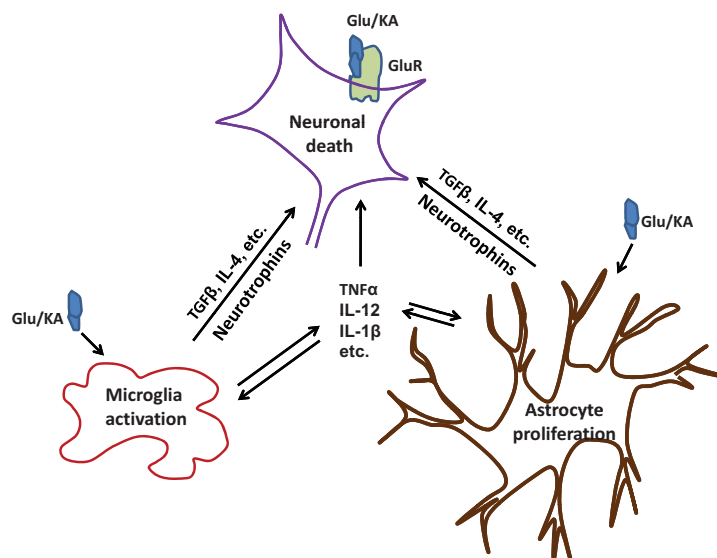 Glu/KA
GluR
Neuronal
death
TGFβ, IL-4, etc.
Neurotrophins
TGFβ, IL-4, etc.
Neurotrophins
Glu/KA
TNFα
IL-12
IL-1β
etc.
Glu/KA
Microglia
activation
Astrocyte
proliferation